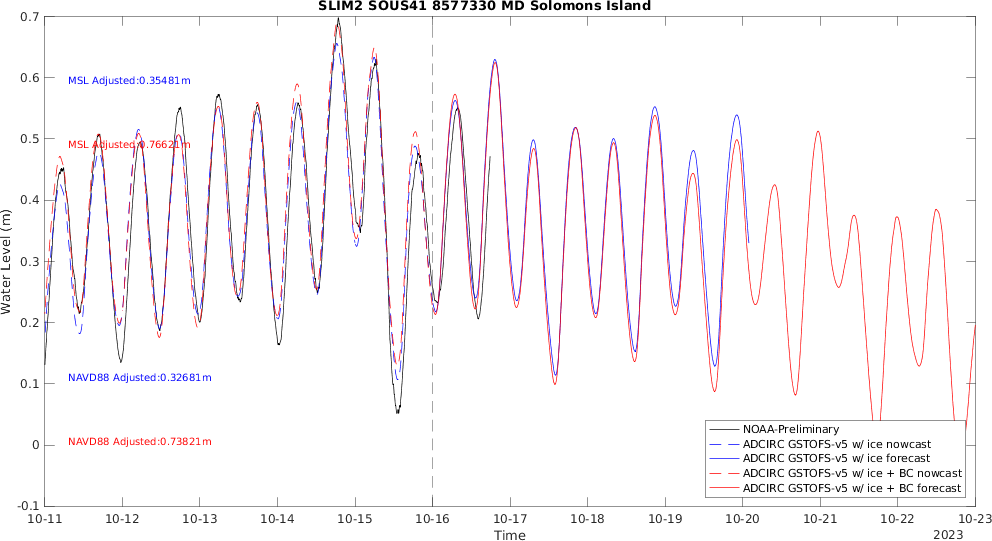 SLIM2 SOUS41 8577330 MD Solomons Island
Water Level (m)
0.7
0.6
0.5
0.4
0.3
0.2
0.1
0
-0.1
MSL Adjusted:0.35481m
MSL Adjusted:0.76621m
NAVD88 Adjusted:0.32681m
NAVD88 Adjusted:0.73821m
NOAA-Preliminary
ADCIRC GSTOFS-v5 w/ ice nowcast
ADCIRC GSTOFS-v5 w/ ice forecast
ADCIRC GSTOFS-v5 w/ ice + BC nowcast
ADCIRC GSTOFS-v5 w/ ice + BC forecast
10-11 10-12 10-13 10-14 10-15 10-16 10-17 10-18 10-19 10-20 10-21 10-22 10-23
Time
2023